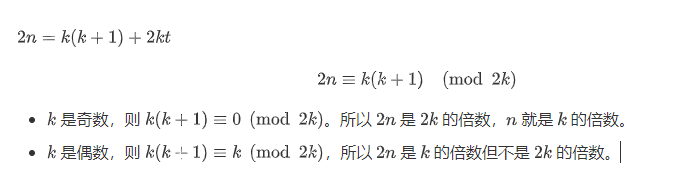 2n = k(k + 1) + 2kt
2n ≡ k(k + 1) (mod 2k)
• k 是奇数，则 k(k + 1) ≡ 0 (mod 2k)。所以 2n 是 2k 的倍数，n 就是 k 的倍数。
• k 是偶数，则 k(k + 1) ≡ k (mod 2k)，所以 2n 是 k 的倍数但不是 2k 的倍数。